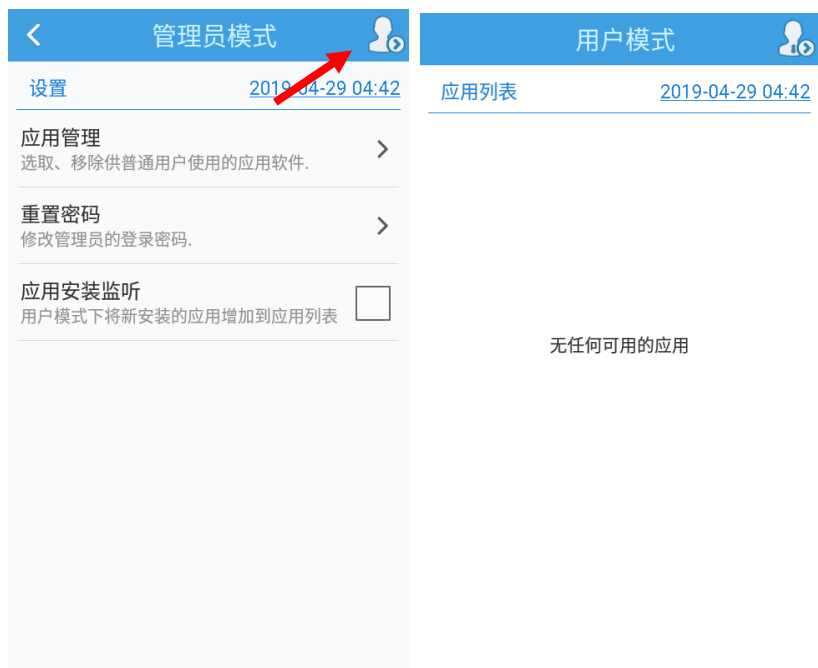 管理员模式
设置
2019-04-29 04:42
应用管理
选取、移除供普通用户使用的应用软件.
重置密码
修改管理员的登录密码.
应用安装监听
用户模式下将新安装的应用增加到应用列表
用户模式
应用列表
2019-04-29 04:42
无任何可用的应用